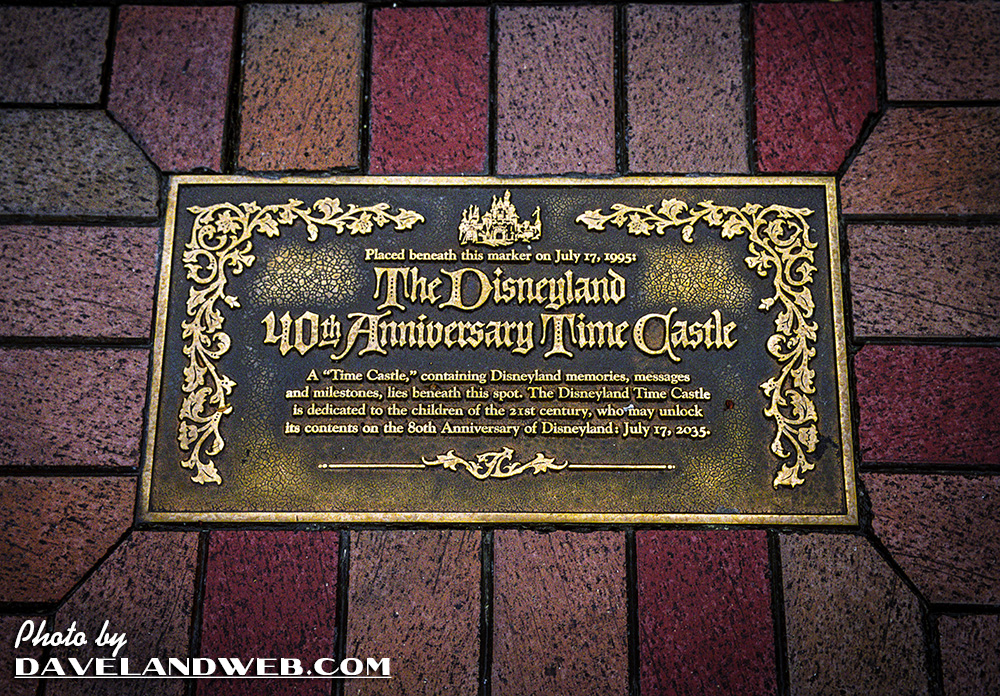 Placed beneath this marker on July 17, 1995:
The Disneyland
40th Anniversary Time Castle
A “Time Castle,” containing Disneyland memories, messages
and milestones, lies beneath this spot. The Disneyland Time Castle
is dedicated to the children of the 21st century, who may unlock
its contents on the 80th Anniversary of Disneyland: July 17, 2035.
Photo by
DAVELANDWEB.COM